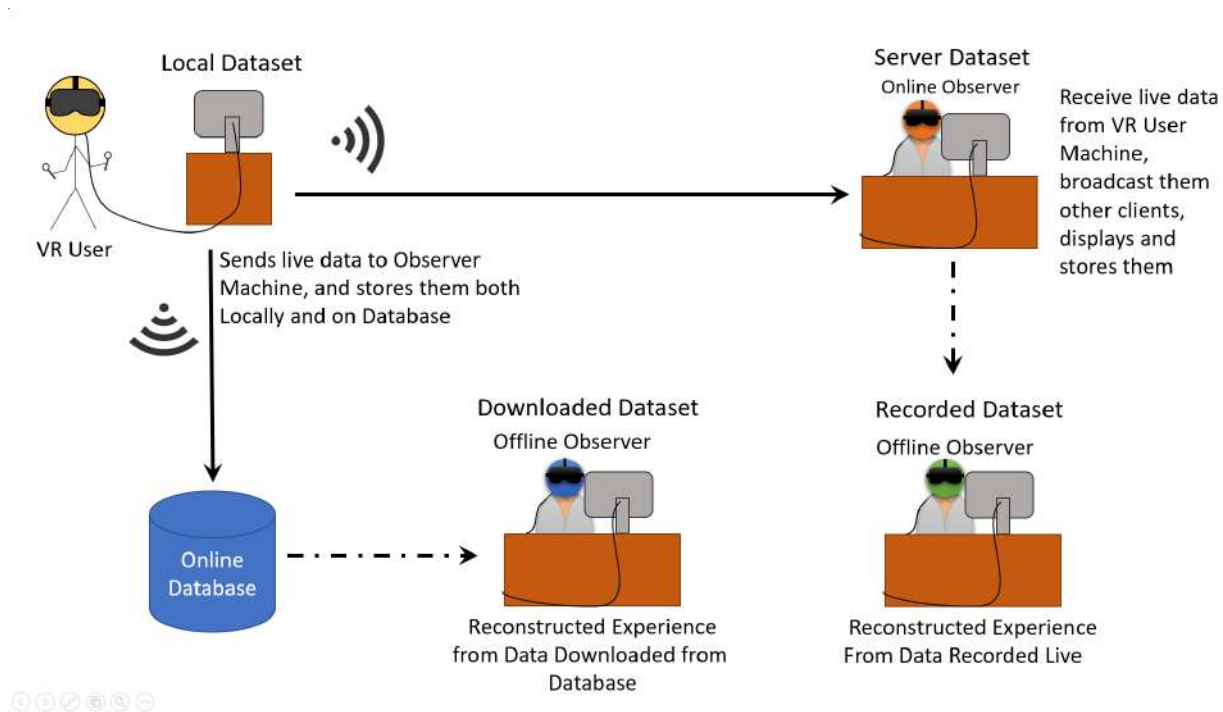 Local Dataset
VR User
Server Dataset
Online Observer
Receive live data
from VR User
Machine,
broadcast them
other clients,
displays and
stores them
Sends live data to Observer
Machine, and stores them both
Locally and on Database
Online
Database
Downloaded Dataset
Offline Observer
Reconstructed Experience
from Data Downloaded from
Database
Recorded Dataset
Offline Observer
Reconstructed Experience
From Data Recorded Live